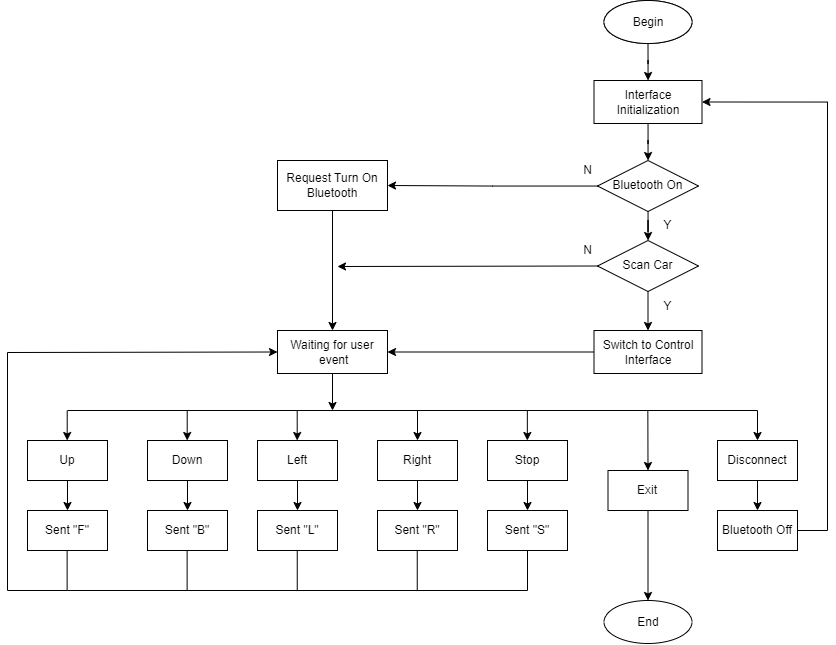 Begin
Interface
Initialization
N
Bluetooth On
Request Turn On
Bluetooth
Y
N
Scan Car
Y
Waiting for user
event
Switch to Control
Interface
Up
Down
Left
Right
Stop
Exit
Disconnect
Sent "F"
Sent "B"
Sent "L"
Sent "R"
Sent "S"
Bluetooth Off
End